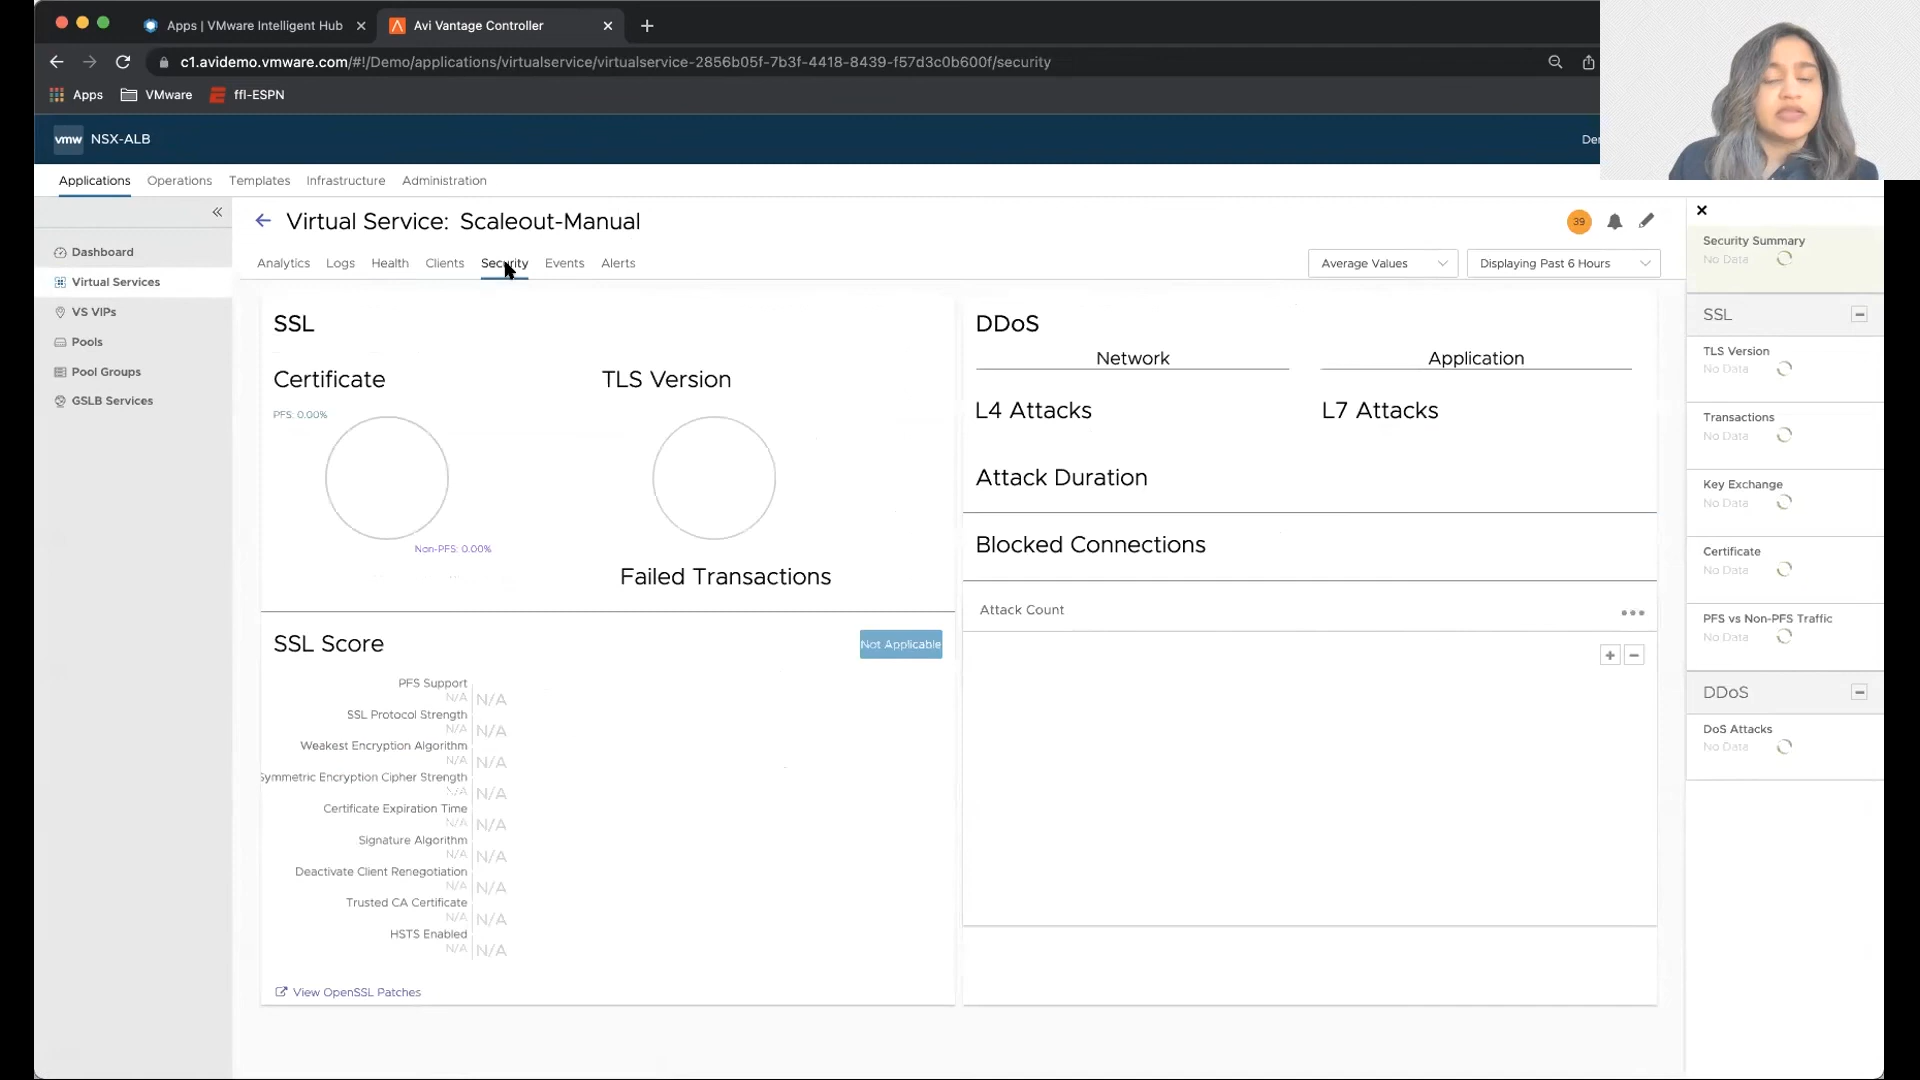 Apps | VMware Intelligent Hub
Avi Vantage Controller
c1.avidemo.vmware.com/#!/Demo/applications/virtualservice/virtualservice-2856b05f-7b3f-4418-8439-f57d3c0b600f/security
Apps
VMware
ffl-ESPN
vmw NSX-ALB
Applications Operations Templates Infrastructure Administration
Dashboard
Virtual Services
VS VIPs
Pools
Pool Groups
GSLB Services
Virtual Service: Scaleout-Manual
39
Analytics Logs Health Clients Security Events Alerts
Average Values
Displaying Past 6 Hours
SSL
Certificate
PFS: 0.00%
Non-PFS: 0.00%
TLS Version
Failed Transactions
SSL Score
Not Applicable
PFS Support
N/A N/A
SSL Protocol Strength
N/A N/A
Weakest Encryption Algorithm
N/A N/A
Symmetric Encryption Cipher Strength
N/A N/A
Certificate Expiration Time
N/A N/A
Signature Algorithm
N/A N/A
Deactivate Client Renegotiation
N/A N/A
Trusted CA Certificate
N/A N/A
HSTS Enabled
N/A N/A
View OpenSSL Patches
DDoS
Network
Application
L4 Attacks
L7 Attacks
Attack Duration
Blocked Connections
Attack Count
Security Summary
No Data
SSL
TLS Version
No Data
Transactions
No Data
Key Exchange
No Data
Certificate
No Data
PFS vs Non-PFS Traffic
No Data
DDoS
DoS Attacks
No Data